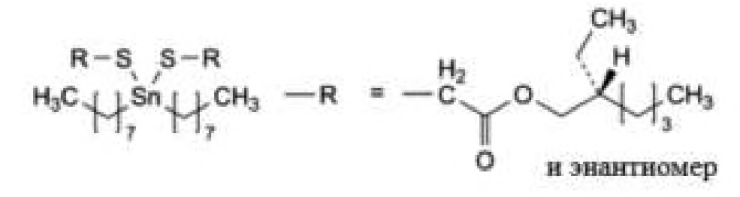 CH₃
R–S S–R H₂ H
H₃C Sn CH₃ —R = —C O CH₃
7 7 3
O
и энантиомер